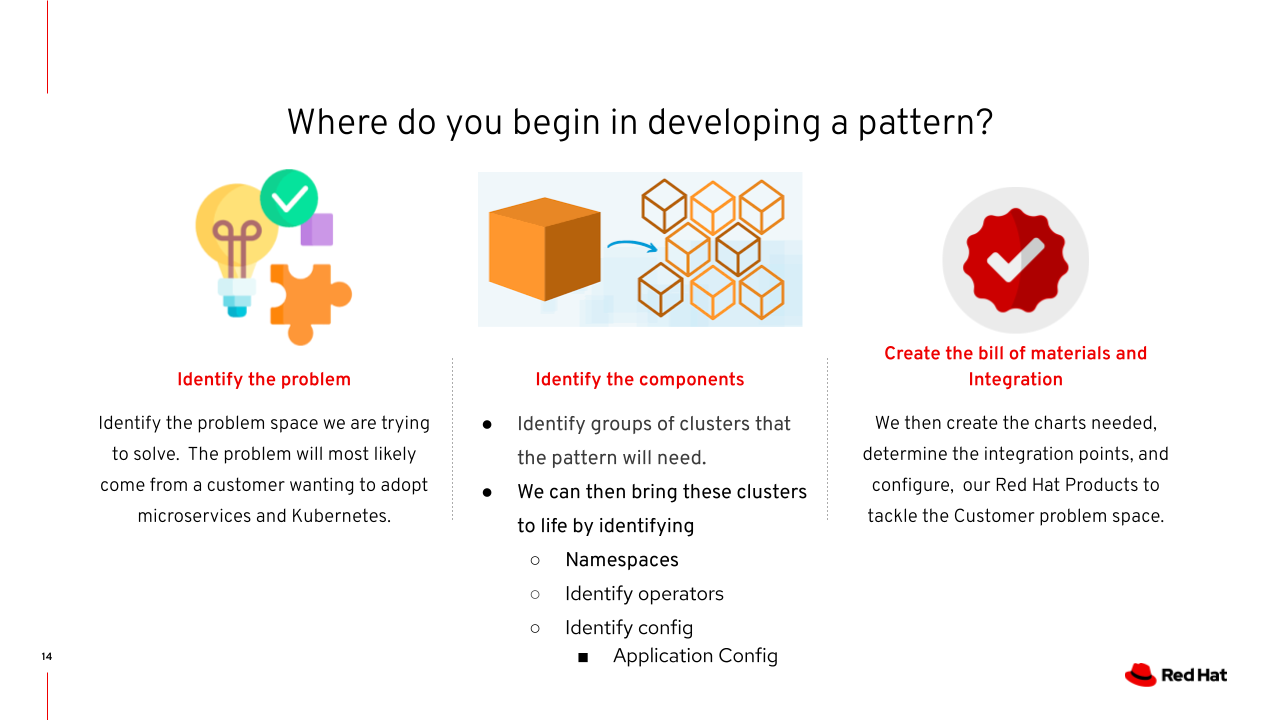 Where do you begin in developing a pattern?
Identify the problem
Identify the problem space we are trying
to solve.  The problem will most likely
come from a customer wanting to adopt
microservices and Kubernetes.
Identify the components
● Identify groups of clusters that
the pattern will need.
● We can then bring these clusters
to life by identifying
○ Namespaces
○ Identify operators
○ Identify config
■ Application Config
Create the bill of materials and
Integration
We then create the charts needed,
determine the integration points, and
configure,  our Red Hat Products to
tackle the Customer problem space.
14
Red Hat